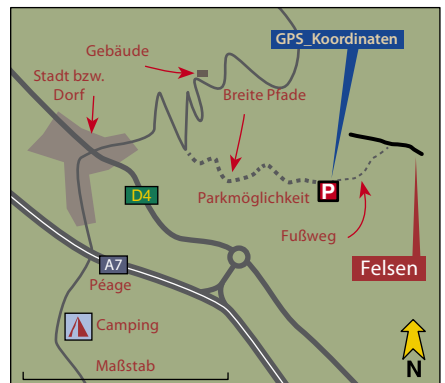 GPS_Koordinaten
Gebäude
Stadt bzw.
Dorf
Breite Pfade
D4
Parkmöglichkeit
P
Fußweg
A7
Péage
Felsen
Camping
Maßstab
N